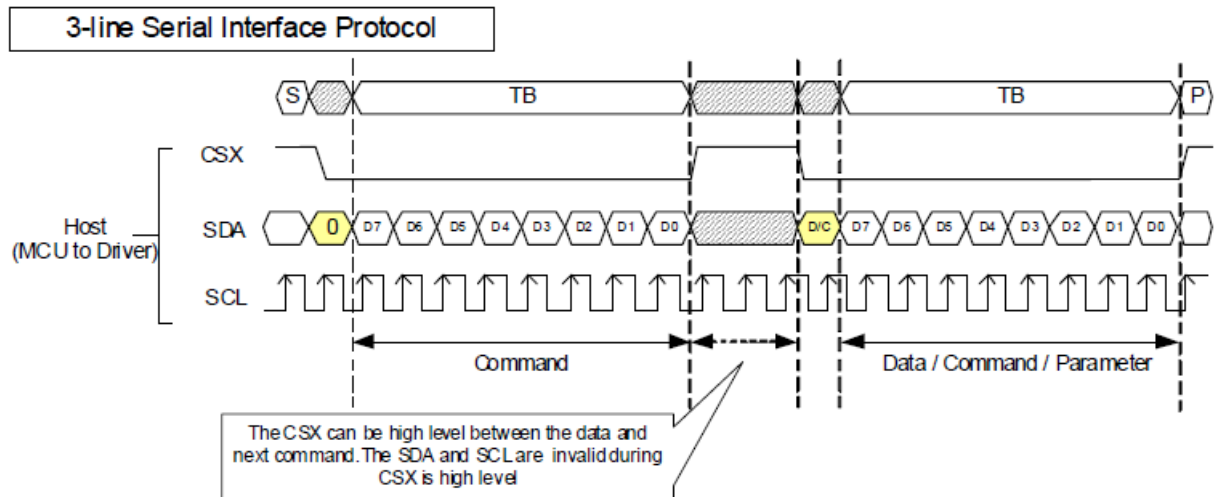 3-line Serial Interface Protocol
S TB TB P
CSX
Host
(MCU to Driver)
SDA 0 D7 D6 D5 D4 D3 D2 D1 D0 D/C D7 D6 D5 D4 D3 D2 D1 D0
SCL
Command Data / Command / Parameter
The CSX can be high level between the data and
next command. The SDA and SCL are invalid during
CSX is high level